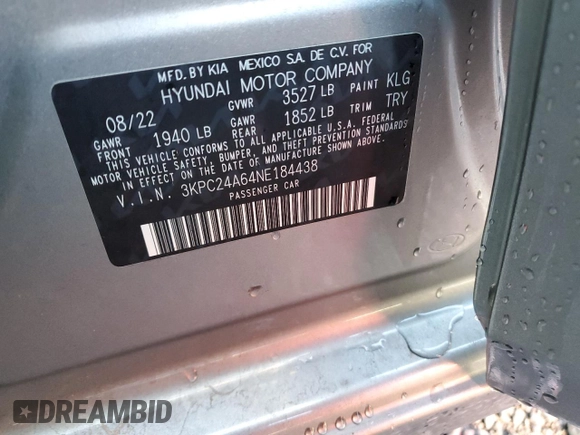 MFD. BY KIA MEXICO S.A. DE C.V. FOR
HYUNDAI MOTOR COMPANY
08/22 GVWR 3527 LB PAINT KLG
GAWR FRONT 1940 LB GAWR REAR 1852 LB TRIM TRY
THIS VEHICLE CONFORMS TO ALL APPLICABLE U.S.A. FEDERAL
MOTOR VEHICLE SAFETY, BUMPER, AND THEFT PREVENTION STANDARDS
IN EFFECT ON THE DATE OF MANUFACTURE SHOWN ABOVE.
V.I.N. 3KPC24A64NE184438
PASSENGER CAR
DREAMBID